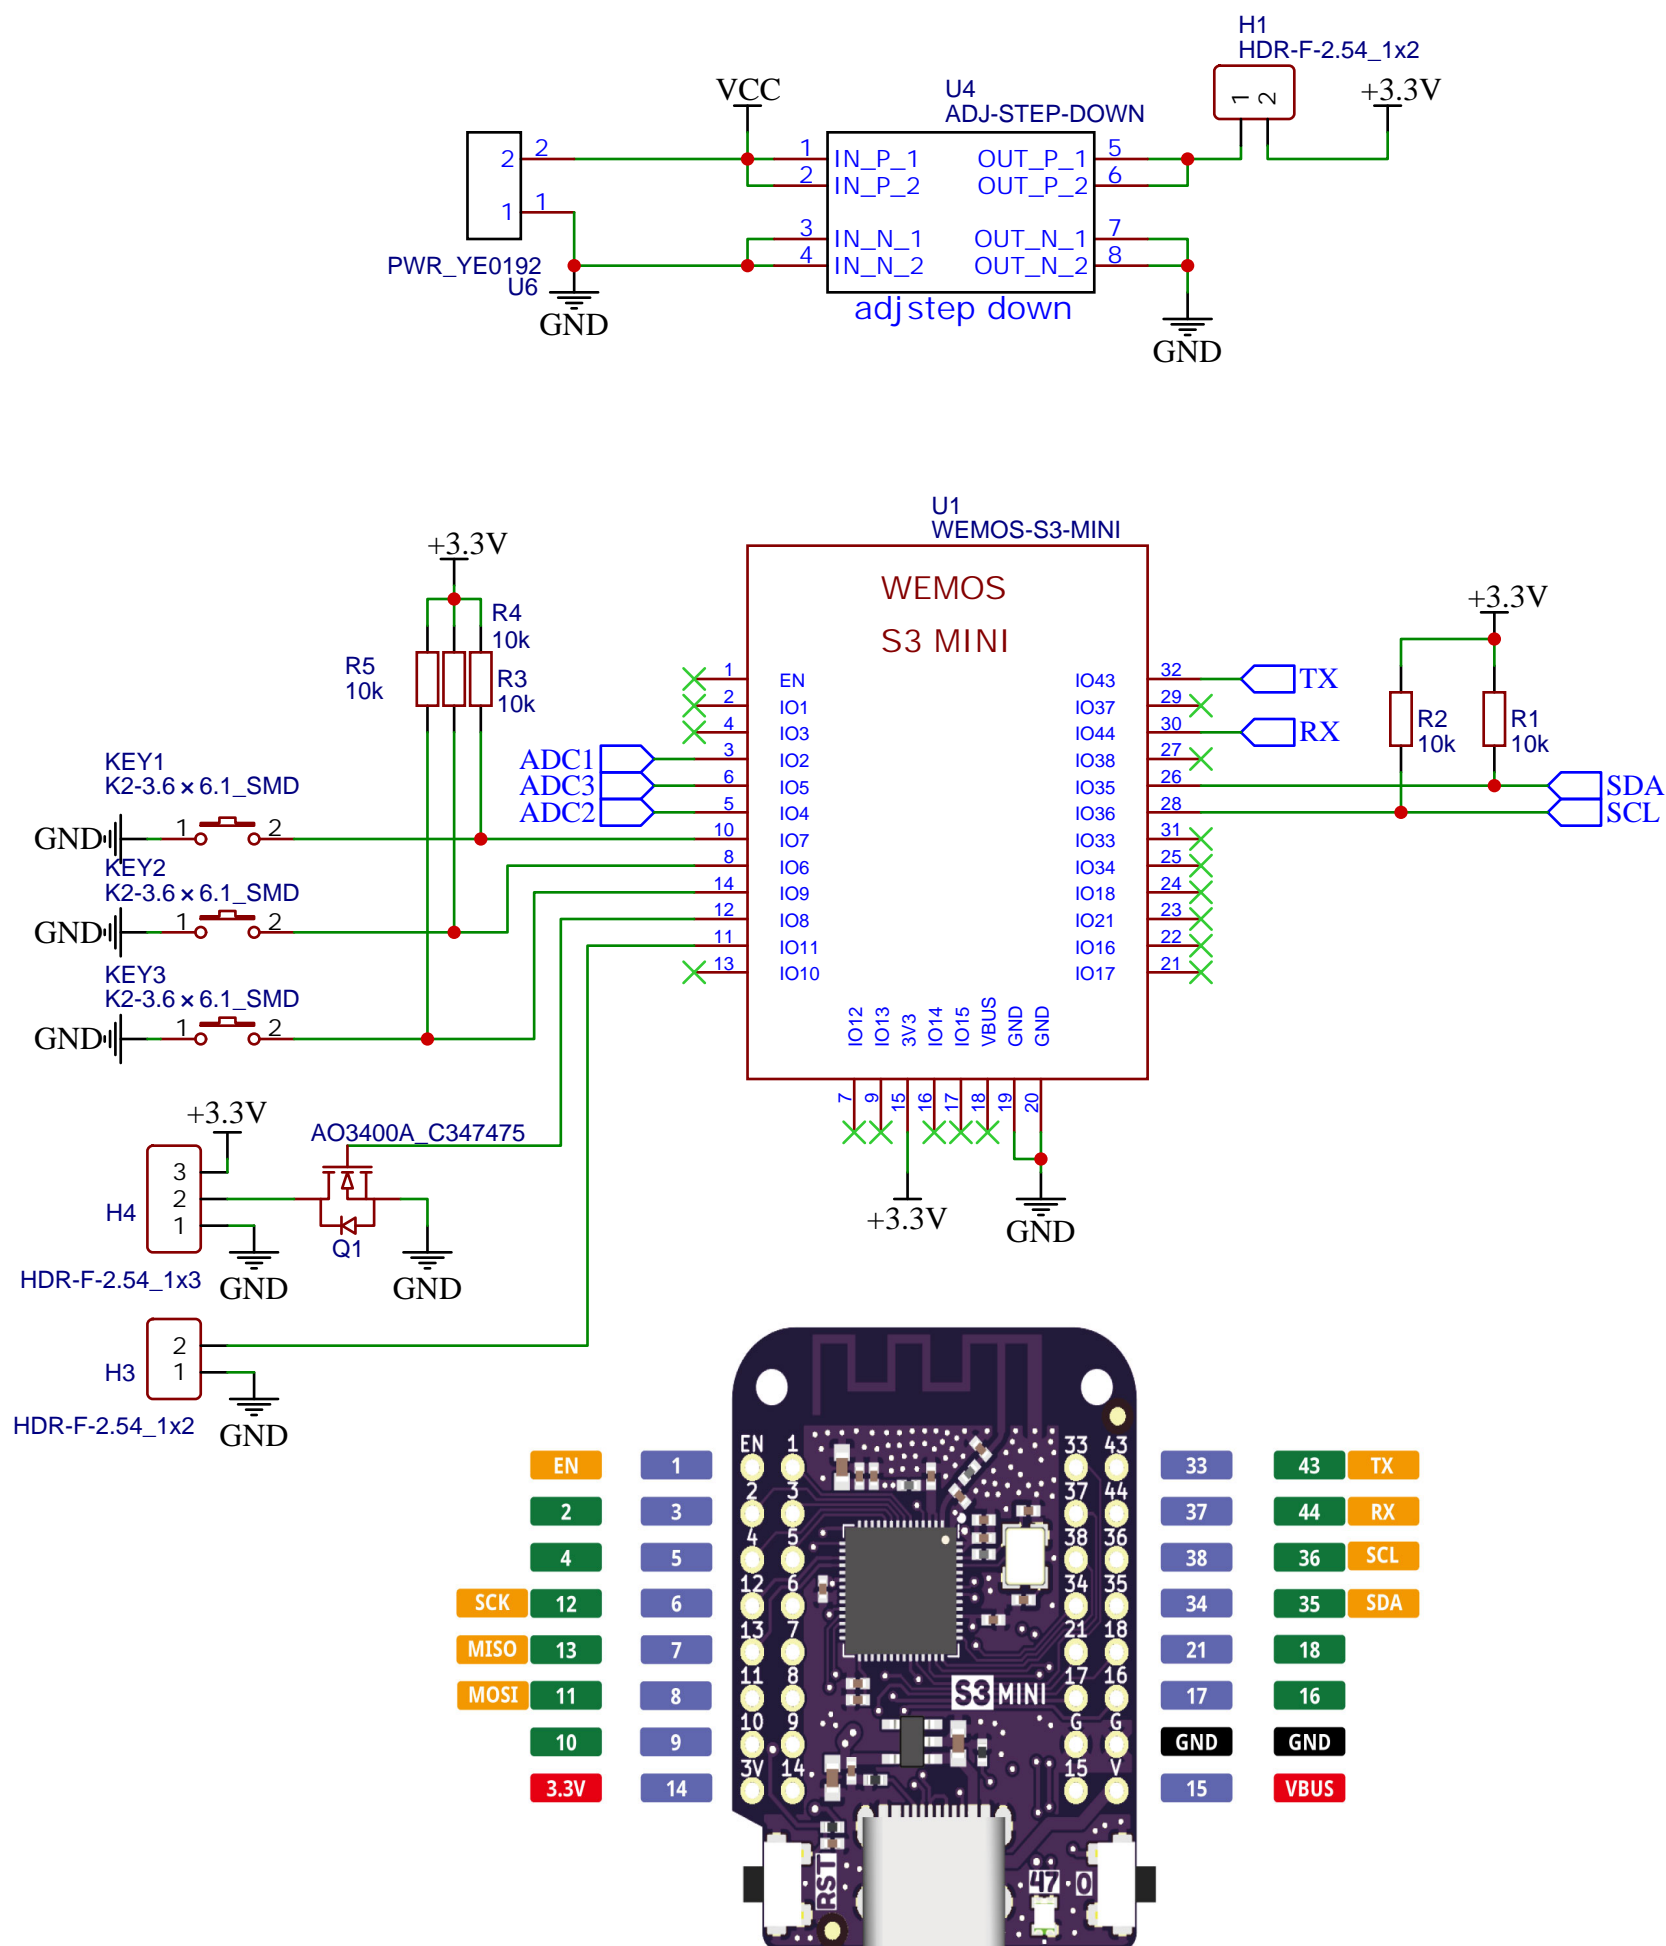 H1
HDR-F-2.54_1x2
1
2
+3.3V
VCC
U4
ADJ-STEP-DOWN
2 2
1 1
PWR_YE0192
U6
GND
1 IN_P_1 OUT_P_1 5
2 IN_P_2 OUT_P_2 6
3 IN_N_1 OUT_N_1 7
4 IN_N_2 OUT_N_2 8
adj step down
GND
U1
WEMOS-S3-MINI
WEMOS
S3 MINI
1 EN IO43 32 TX
2 IO1 IO37 29
4 IO3 IO44 30 RX
ADC1 3 IO2 IO38 27
ADC3 6 IO5 IO35 26 SDA
ADC2 5 IO4 IO36 28 SCL
10 IO7 IO33 31
8 IO6 IO34 25
14 IO9 IO18 24
12 IO8 IO21 23
11 IO11 IO16 22
13 IO10 IO17 21
IO12 IO13 3V3 IO14 IO15 VBUS GND GND
7 9 15 16 17 18 19 20
+3.3V
GND
+3.3V
R4
10k
R5
10k
R3
10k
+3.3V
R2
10k
R1
10k
KEY1
K2-3.6×6.1_SMD
GND 1 2
KEY2
K2-3.6×6.1_SMD
GND 1 2
KEY3
K2-3.6×6.1_SMD
GND 1 2
+3.3V
AO3400A_C347475
3
2
1
H4
Q1
HDR-F-2.54_1x3
GND
GND
2
1
H3
HDR-F-2.54_1x2
GND
EN 1 EN 1 33 43 33 43 TX
2 3 2 3 37 44 37 44 RX
4 5 4 5 38 36 38 36 SCL
SCK 12 6 12 6 34 35 34 35 SDA
MISO 13 7 13 7 21 18 21 18
MOSI 11 8 11 8 17 16 17 16
S3 MINI
10 9 10 9 G G GND GND
3.3V 14 3V 14 15 V 15 VBUS
RST
47
0